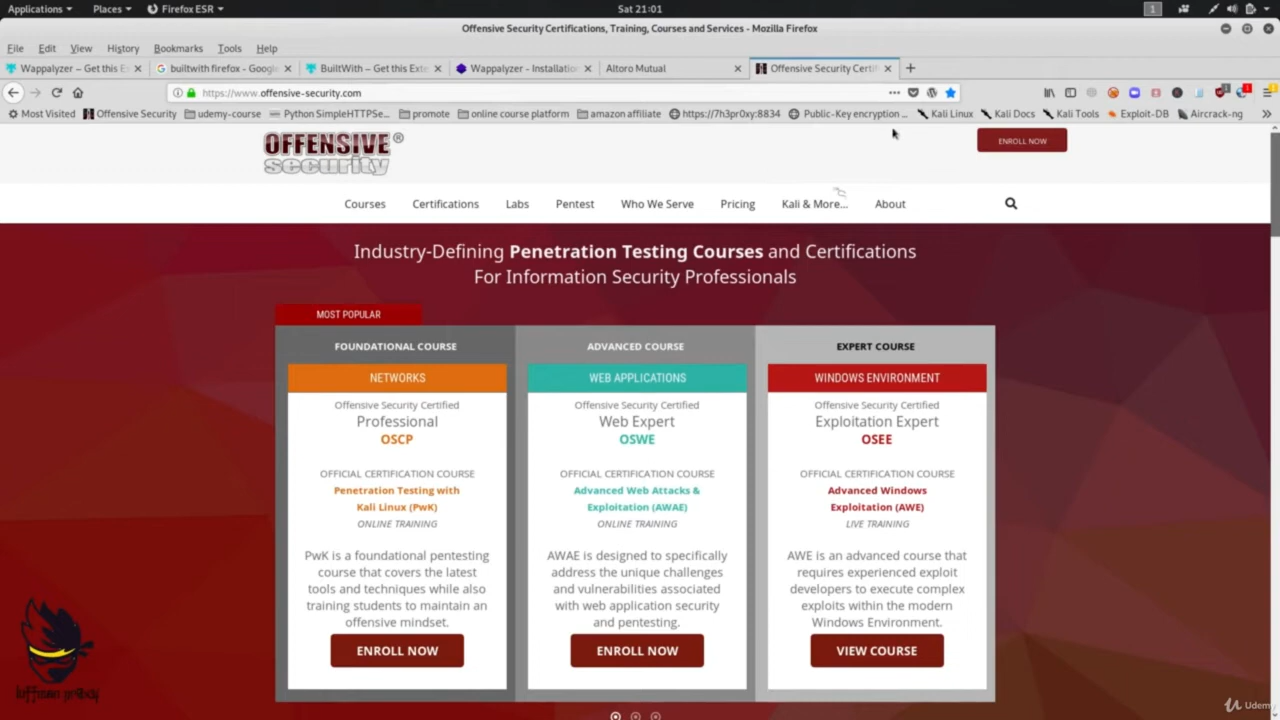 Applications
Places
Firefox ESR
Sat 21:01
1
Offensive Security Certifications, Training, Courses and Services - Mozilla Firefox
File Edit View History Bookmarks Tools Help
Wappalyzer – Get this E
builtwith firefox - Googl
BuiltWith – Get this Exte
Wappalyzer - Installatio
Altoro Mutual
Offensive Security Certif
https://www.offensive-security.com
Most Visited
Offensive Security
udemy-course
Python SimpleHTTPSe...
promote
online course platform
amazon affiliate
https://7h3pr0xy:8834
Public-Key encryption ...
Kali Linux
Kali Docs
Kali Tools
Exploit-DB
Aircrack-ng
OFFENSIVE®
security
ENROLL NOW
Courses Certifications Labs Pentest Who We Serve Pricing Kali & More... About
Industry-Defining Penetration Testing Courses and Certifications
For Information Security Professionals
MOST POPULAR
FOUNDATIONAL COURSE
NETWORKS
Offensive Security Certified
Professional
OSCP
OFFICIAL CERTIFICATION COURSE
Penetration Testing with
Kali Linux (PwK)
ONLINE TRAINING
PwK is a foundational pentesting
course that covers the latest
tools and techniques while also
training students to maintain an
offensive mindset.
ENROLL NOW
ADVANCED COURSE
WEB APPLICATIONS
Offensive Security Certified
Web Expert
OSWE
OFFICIAL CERTIFICATION COURSE
Advanced Web Attacks &
Exploitation (AWAE)
ONLINE TRAINING
AWAE is designed to specifically
address the unique challenges
and vulnerabilities associated
with web application security
and pentesting.
ENROLL NOW
EXPERT COURSE
WINDOWS ENVIRONMENT
Offensive Security Certified
Exploitation Expert
OSEE
OFFICIAL CERTIFICATION COURSE
Advanced Windows
Exploitation (AWE)
LIVE TRAINING
AWE is an advanced course that
requires experienced exploit
developers to execute complex
exploits within the modern
Windows Environment.
VIEW COURSE
Udemy